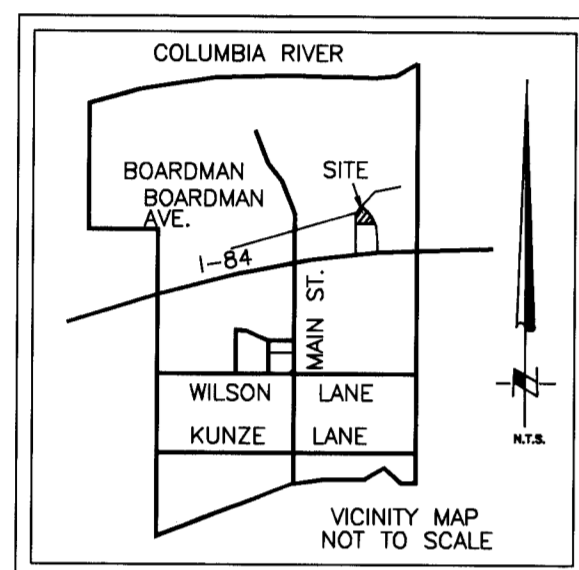 COLUMBIA RIVER
BOARDMAN
BOARDMAN
AVE.
SITE
I-84
MAIN ST.
WILSON LANE
KUNZE LANE
N.T.S.
VICINITY MAP
NOT TO SCALE